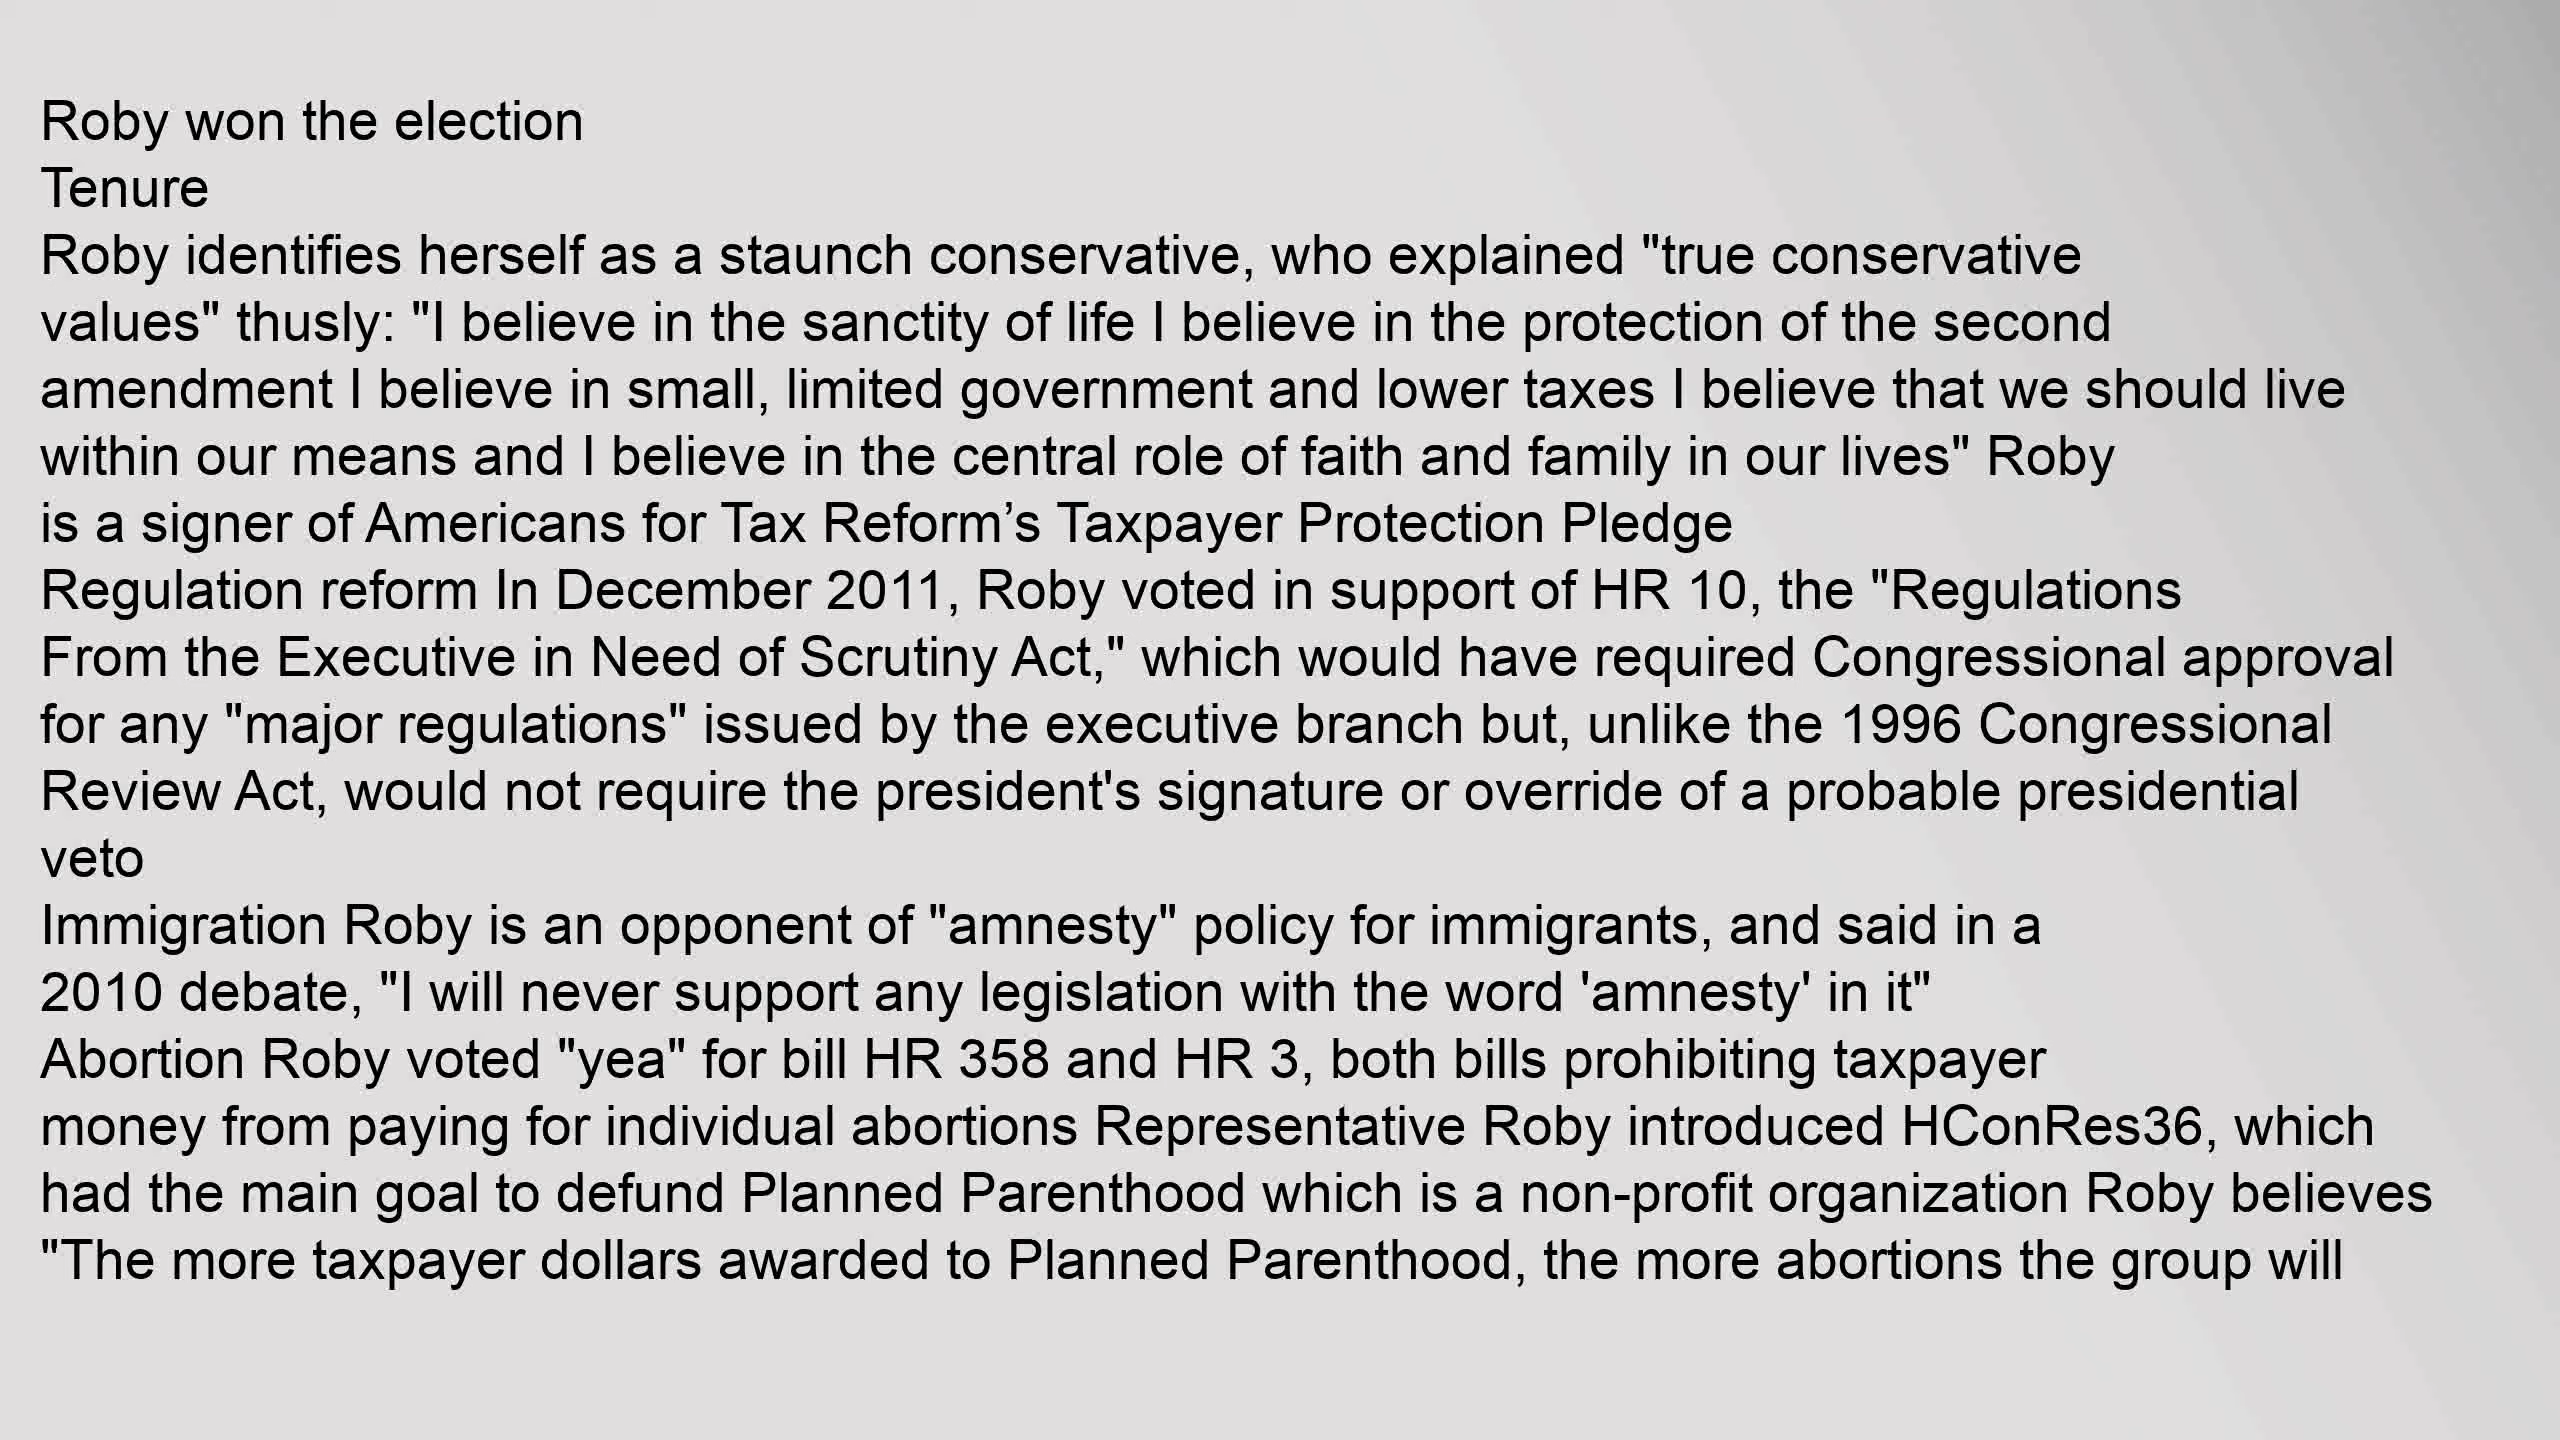 Roby won the election
Tenure
Roby identifies herself as a staunch conservative, who explained "true conservative
values" thusly: "I believe in the sanctity of life I believe in the protection of the second
amendment I believe in small, limited government and lower taxes I believe that we should live
within our means and I believe in the central role of faith and family in our lives" Roby
is a signer of Americans for Tax Reform’s Taxpayer Protection Pledge
Regulation reform In December 2011, Roby voted in support of HR 10, the "Regulations
From the Executive in Need of Scrutiny Act," which would have required Congressional approval
for any "major regulations" issued by the executive branch but, unlike the 1996 Congressional
Review Act, would not require the president's signature or override of a probable presidential
veto
Immigration Roby is an opponent of "amnesty" policy for immigrants, and said in a
2010 debate, "I will never support any legislation with the word 'amnesty' in it"
Abortion Roby voted "yea" for bill HR 358 and HR 3, both bills prohibiting taxpayer
money from paying for individual abortions Representative Roby introduced HConRes36, which
had the main goal to defund Planned Parenthood which is a non-profit organization Roby believes
"The more taxpayer dollars awarded to Planned Parenthood, the more abortions the group will